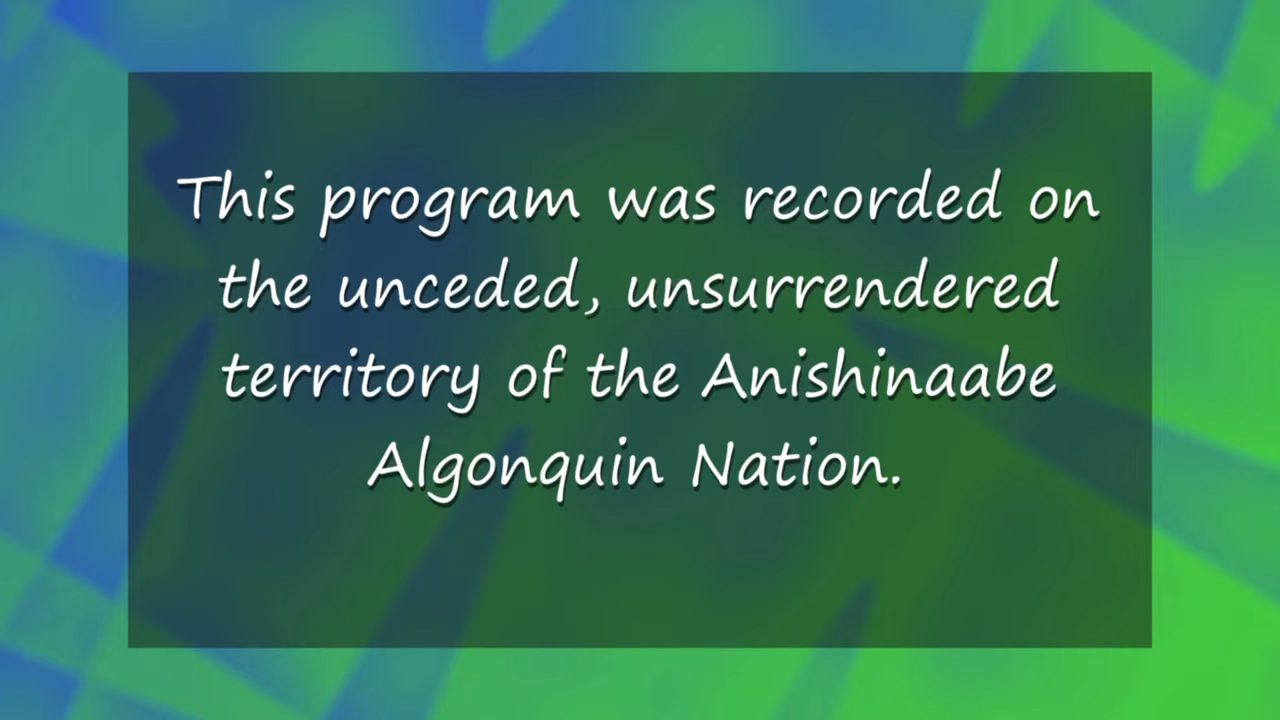 This program was recorded on
the unceded, unsurrendered
territory of the Anishinaabe
Algonquin Nation.